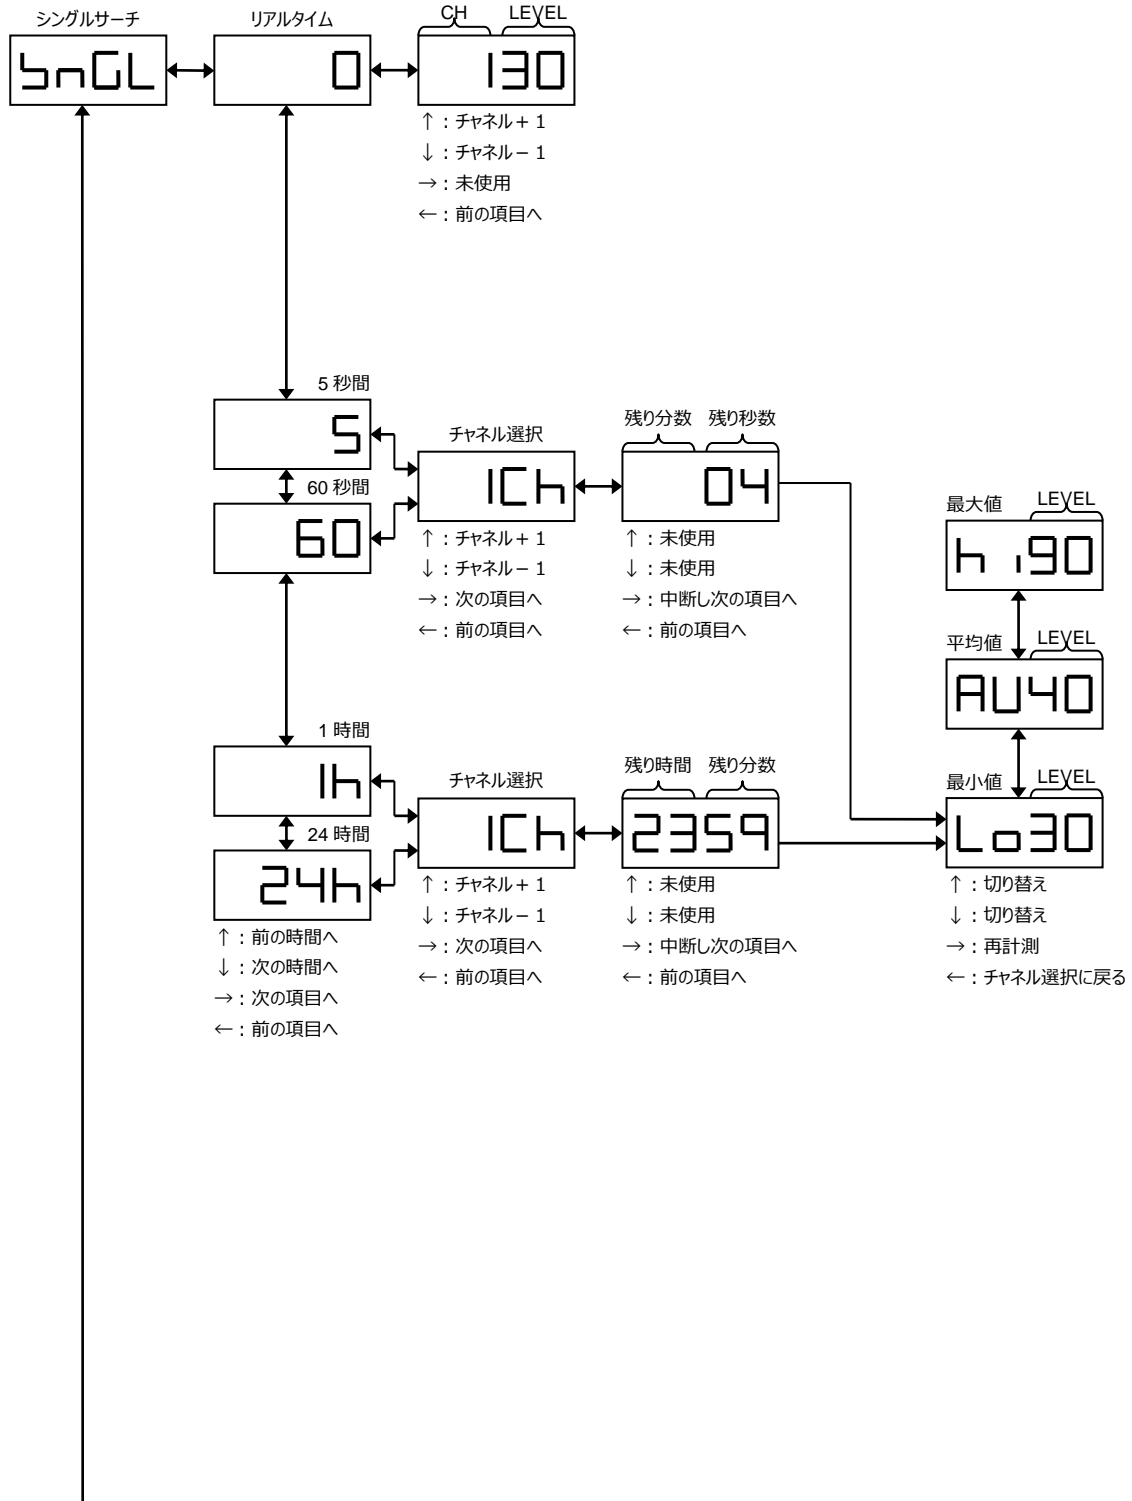 シングルサーチ
SnGL
リアルタイム
0
CH LEVEL
130
↑：チャネル＋1
↓：チャネル－1
→：未使用
←：前の項目へ
5 秒間
5
60 秒間
60
チャネル選択
1Ch
↑：チャネル＋1
↓：チャネル－1
→：次の項目へ
←：前の項目へ
残り分数 残り秒数
04
↑：未使用
↓：未使用
→：中断し次の項目へ
←：前の項目へ
最大値 LEVEL
hi90
平均値 LEVEL
AU40
最小値 LEVEL
Lo30
↑：切り替え
↓：切り替え
→：再計測
←：チャネル選択に戻る
1 時間
1h
24 時間
24h
↑：前の時間へ
↓：次の時間へ
→：次の項目へ
←：前の項目へ
チャネル選択
1Ch
↑：チャネル＋1
↓：チャネル－1
→：次の項目へ
←：前の項目へ
残り時間 残り分数
2359
↑：未使用
↓：未使用
→：中断し次の項目へ
←：前の項目へ